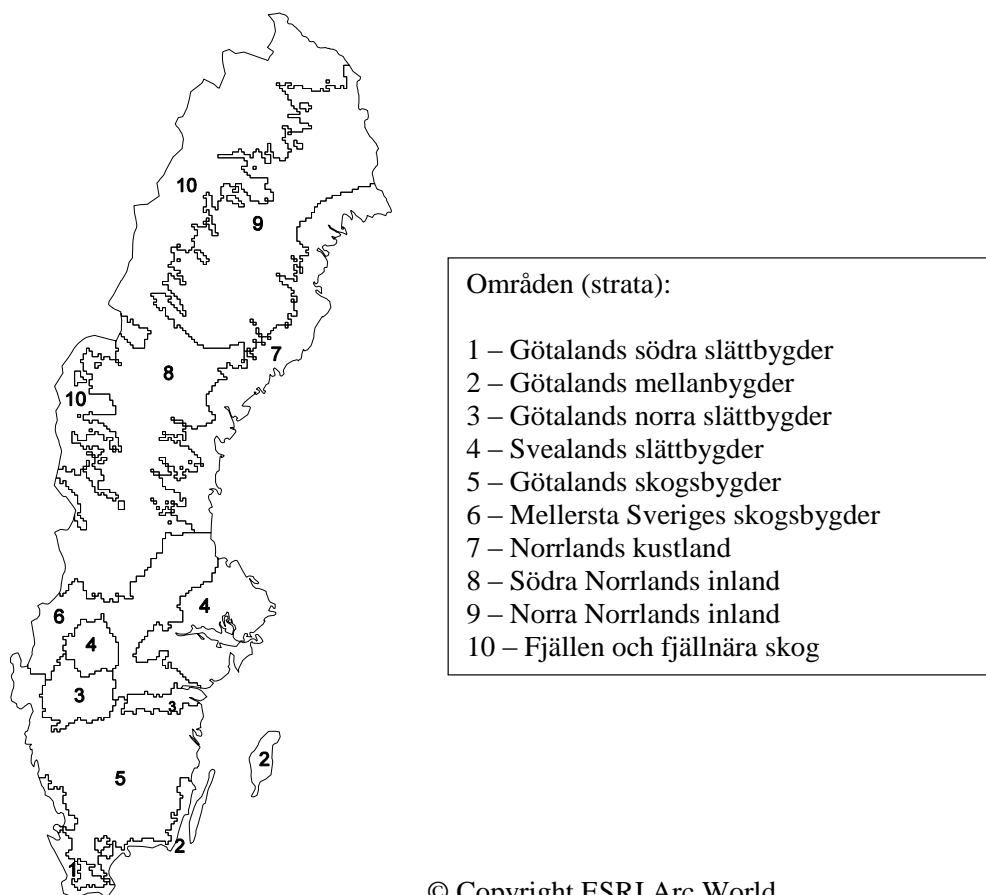 10
9
7
8
10
6
4
4
3
3
2
5
2
1
Områden (strata):
1 – Götalands södra slättbygder
2 – Götalands mellanbygder
3 – Götalands norra slättbygder
4 – Svealands slättbygder
5 – Götalands skogsbygder
6 – Mellersta Sveriges skogsbygder
7 – Norrlands kustland
8 – Södra Norrlands inland
9 – Norra Norrlands inland
10 – Fjällen och fjällnära skog
© Copyright ESRI Arc World